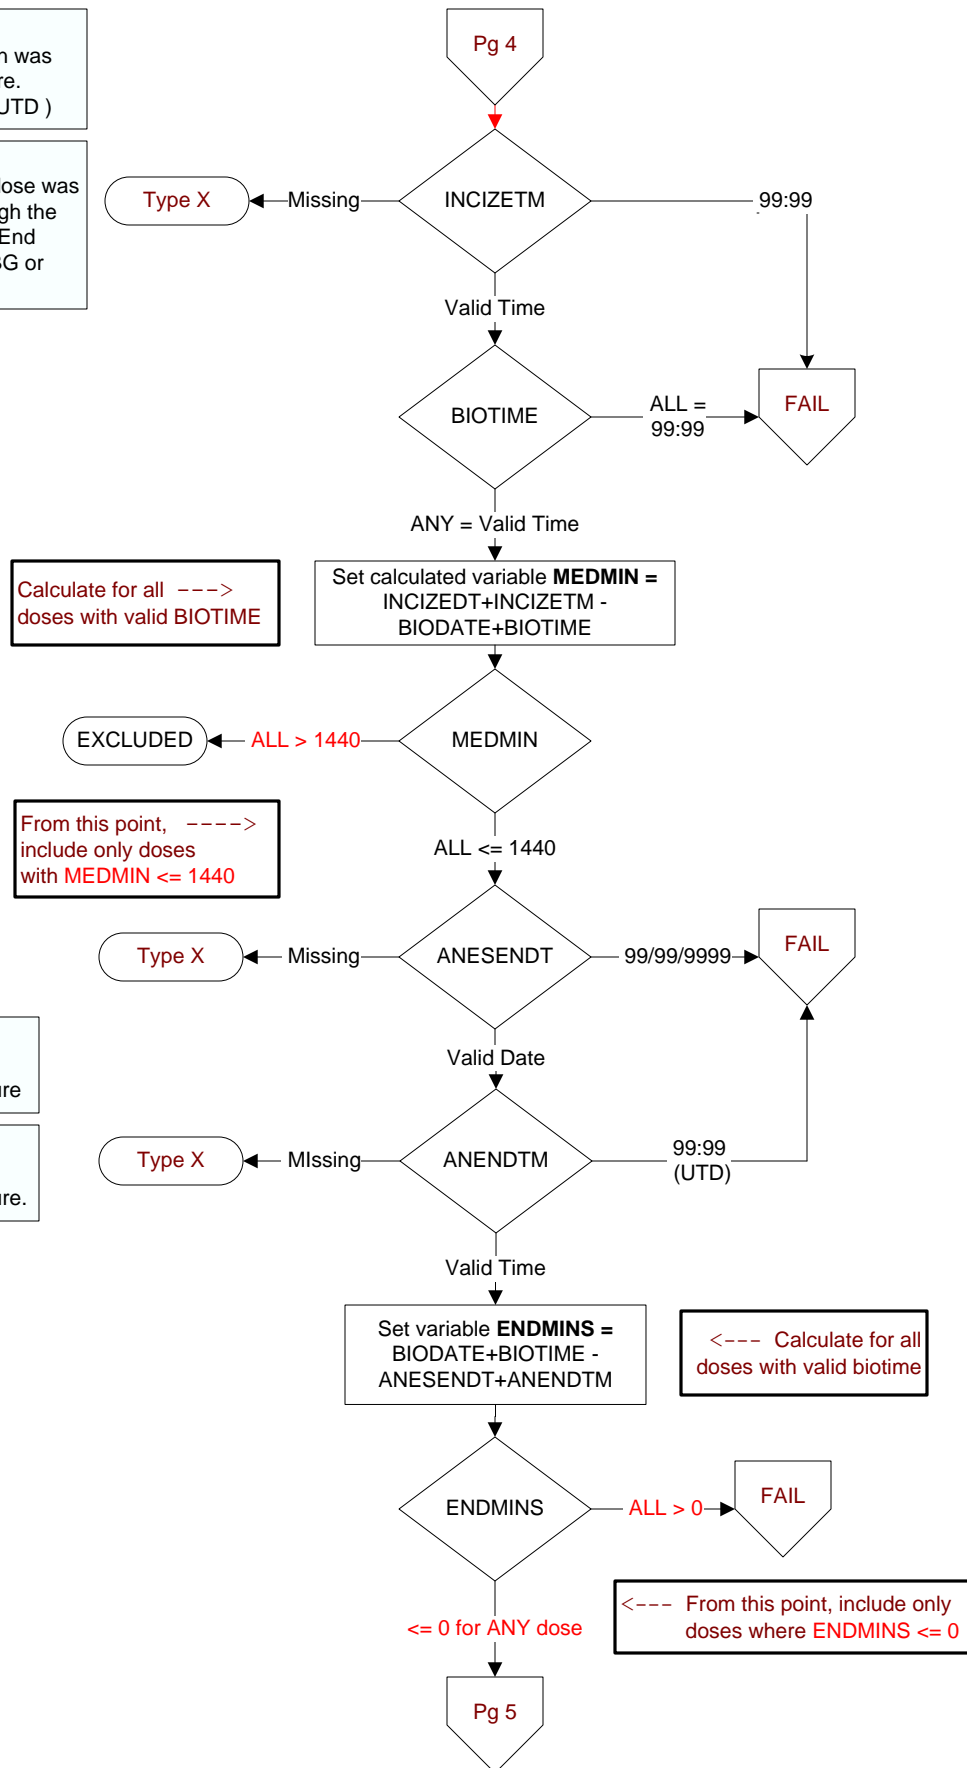 Pg 4
n was
re.
UTD )
dose was
gh the
End
BG or
Type X
Missing
INCIZETM
99:99
Valid Time
BIOTIME
ALL =
99:99
FAIL
ANY = Valid Time
Calculate for all --->
doses with valid BIOTIME
Set calculated variable MEDMIN =
INCIZEDT+INCIZETM -
BIODATE+BIOTIME
EXCLUDED
ALL > 1440
MEDMIN
From this point, ---->
include only doses
with MEDMIN <= 1440
ALL <= 1440
Type X
Missing
ANESENDT
99/99/9999
FAIL
Valid Date
ure
Type X
MIssing
ANENDTM
99:99
(UTD)
ure.
Valid Time
Set variable ENDMINS =
BIODATE+BIOTIME -
ANESENDT+ANENDTM
<--- Calculate for all
doses with valid biotime
ENDMINS
ALL > 0
FAIL
<= 0 for ANY dose
<--- From this point, include only
doses where ENDMINS <= 0
Pg 5